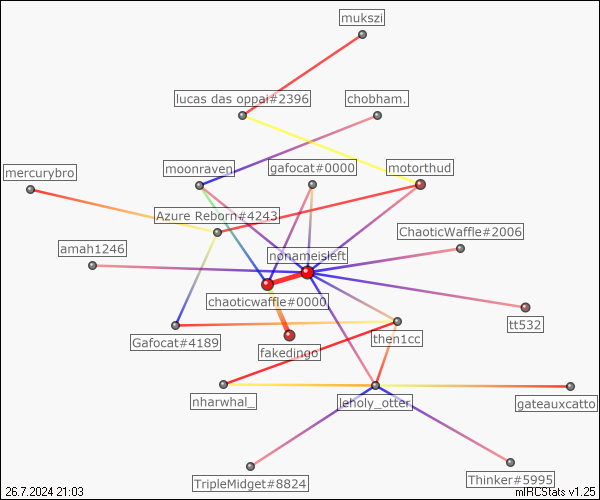 mukszi
lucas das oppai#2396
chobham.
mercurybro
moonraven
gafocat#0000
motorthud
Azure Reborn#4243
ChaoticWaffle#2006
amah1246
nonameisleft
chaoticwaffle#0000
tt532
Gafocat#4189
fakedingo
then1cc
nharwhal_
leholy_otter
gateauxcatto
TripleMidget#8824
Thinker#5995
26.7.2024 21:03
mIRCStats v1.25